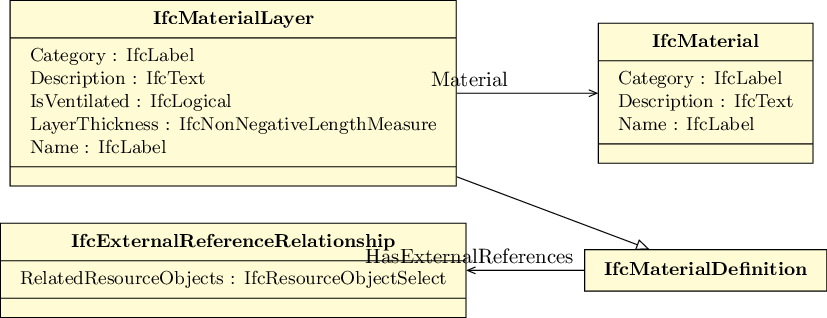 IfcMaterialLayer
Category : IfcLabel
Description : IfcText
IsVentilated : IfcLogical
LayerThickness : IfcNonNegativeLengthMeasure
Name : IfcLabel
Material
IfcMaterial
Category : IfcLabel
Description : IfcText
Name : IfcLabel
IfcExternalReferenceRelationship
RelatedResourceObjects : IfcResourceObjectSelect
HasExternalReferences
IfcMaterialDefinition